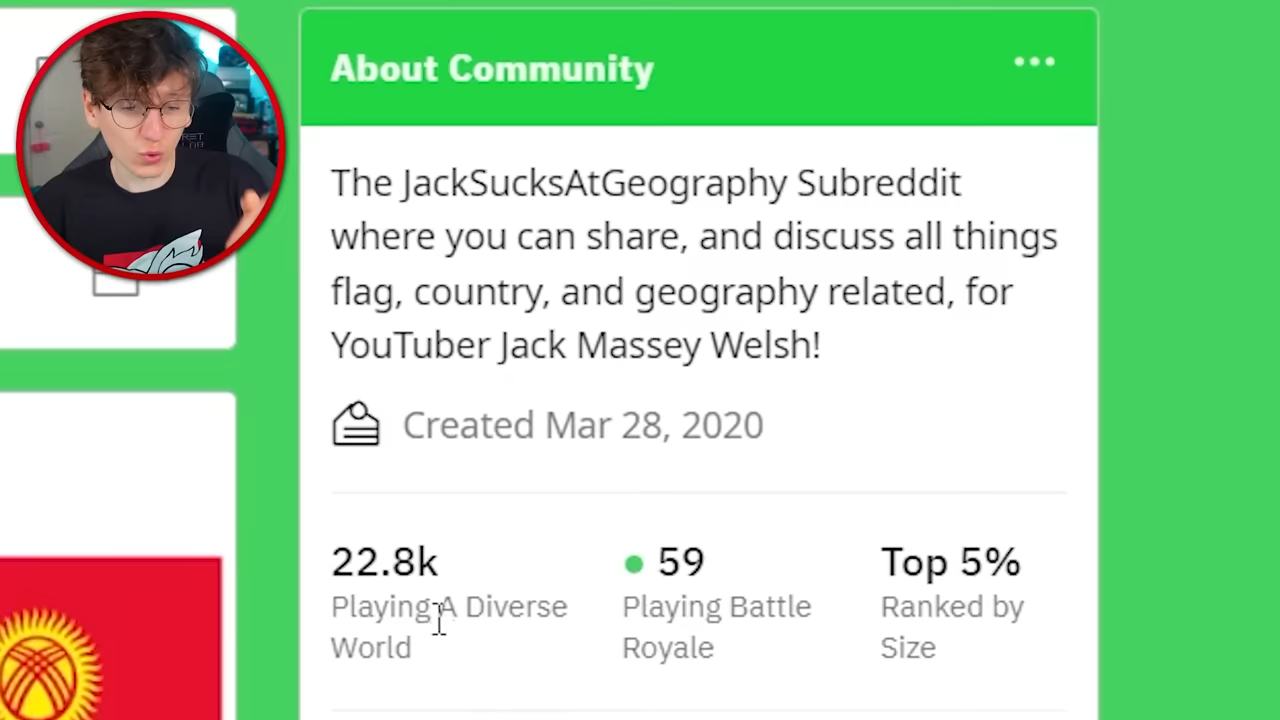 About Community
The JackSucksAtGeography Subreddit
where you can share, and discuss all things
flag, country, and geography related, for
YouTuber Jack Massey Welsh!
Created Mar 28, 2020
22.8k
Playing A Diverse
World
59
Playing Battle
Royale
Top 5%
Ranked by
Size